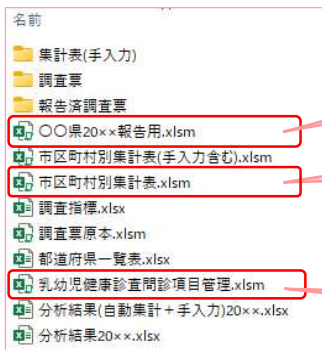 名前
集計表(手入力)
調査票
報告済調査票
〇〇県20××報告用.xlsm
市区町村別集計表(手入力含む).xlsm
市区町村別集計表.xlsm
調査指標.xlsx
調査票原本.xlsm
都道府県一覧表.xlsx
乳幼児健康診査問診項目管理.xlsm
分析結果(自動集計+手入力)20××.xlsx
分析結果20××.xlsx